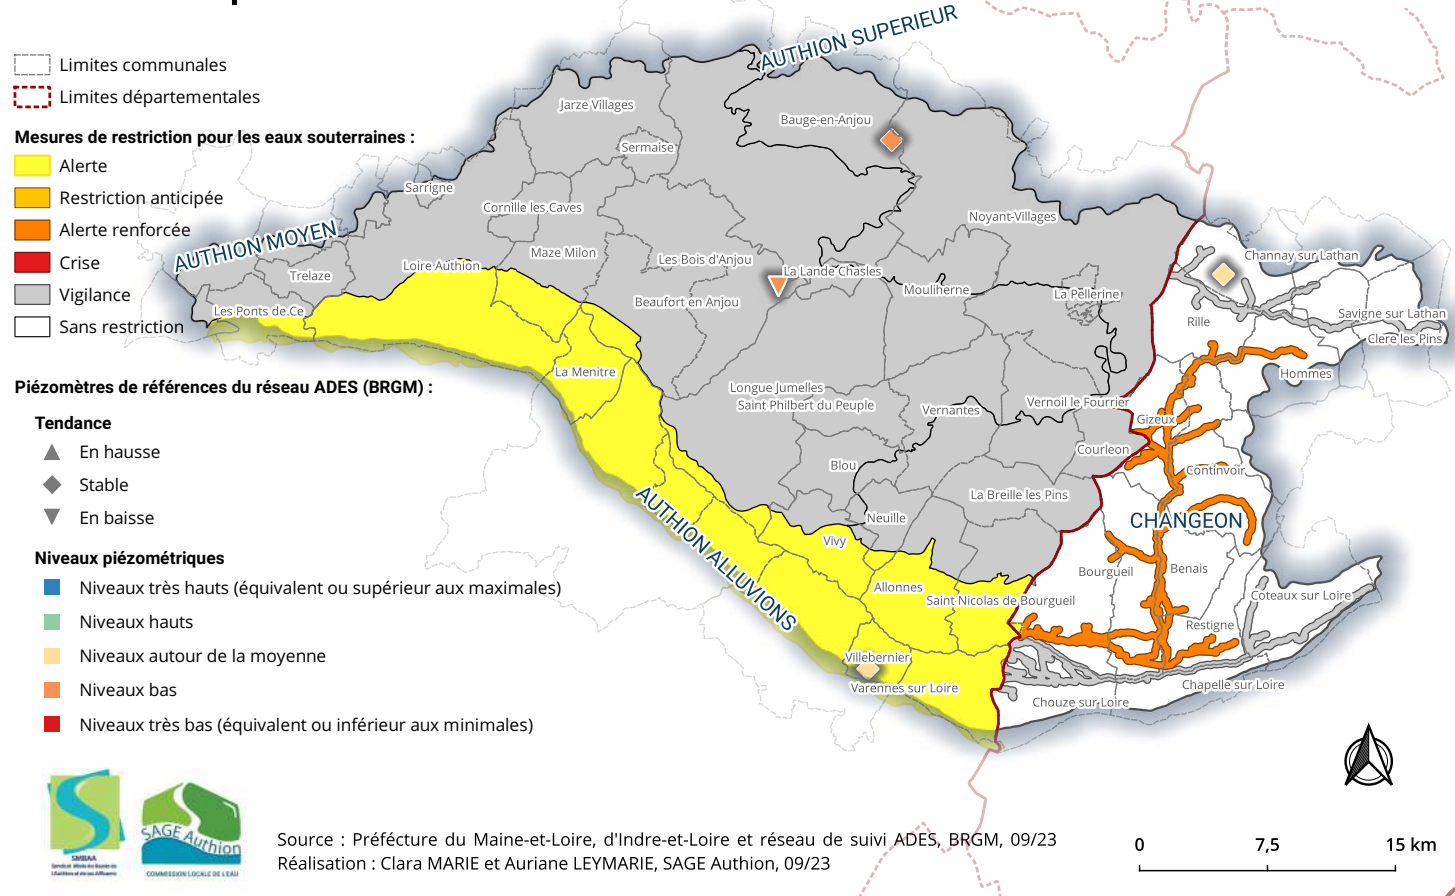 Limites communales
Limites départementales
Mesures de restriction pour les eaux souterraines :
Alerte
Restriction anticipée
Alerte renforcée
Crise
Vigilance
Sans restriction
Piézomètres de références du réseau ADES (BRGM) :
Tendance
En hausse
Stable
En baisse
Niveaux piézométriques
Niveaux très hauts (équivalent ou supérieur aux maximales)
Niveaux hauts
Niveaux autour de la moyenne
Niveaux bas
Niveaux très bas (équivalent ou inférieur aux minimales)
AUTHION SUPERIEUR
Jarze Villages
Bauge-en-Anjou
Sermaise
Sarrigne
Cornille les Caves
Noyant-Villages
AUTHION MOYEN
Maze Milon
Les Bois d'Anjou
Loire Authion
Trelaze
La Lande Chasles
Channay sur Lathan
Mouliherne
La Pellerine
Beaufort en Anjou
Les Ponts de Ce
Rille
Savigne sur Lathan
Clere les Pins
La Menitre
Hommes
Longue Jumelles
Saint Philbert du Peuple
Vernantes
Vernoil le Fourrier
Gizeux
Courleon
Blou
Continvoir
La Breille les Pins
Neuille
CHANGEON
AUTHION ALLUVIONS
Vivy
Bourgueil
Benais
Allonnes
Saint Nicolas de Bourgueil
Coteaux sur Loire
Restigne
Villebernier
Varennes sur Loire
Chapelle sur Loire
Chouze sur Loire
SMBAA
SAGE Authion
COMMISSION LOCALE DE L'EAU
Source : Préfécture du Maine-et-Loire, d'Indre-et-Loire et réseau de suivi ADES, BRGM, 09/23
Réalisation : Clara MARIE et Auriane LEYMARIE, SAGE Authion, 09/23
0 7,5 15 km